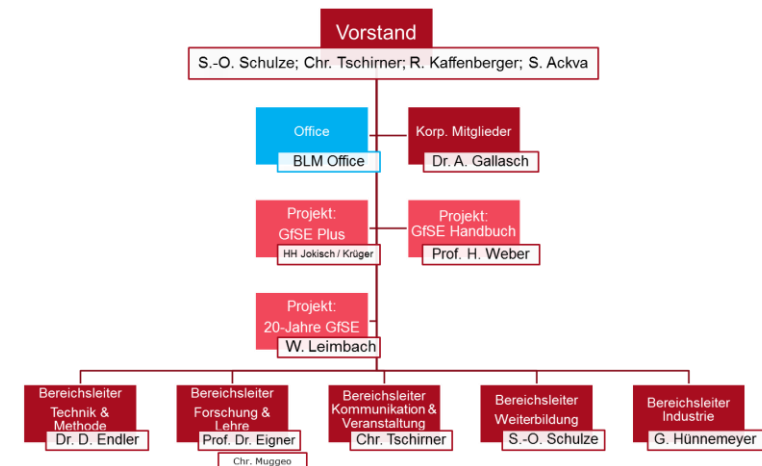 Vorstand
S.-O. Schulze; Chr. Tschirner; R. Kaffenberger; S. Ackva
Office
BLM Office
Korp. Mitglieder
Dr. A. Gallasch
Projekt:
GfSE Plus
HH Jokisch / Krüger
Projekt:
GfSE Handbuch
Prof. H. Weber
Projekt:
20-Jahre GfSE
W. Leimbach
Bereichsleiter
Technik &
Methode
Dr. D. Endler
Bereichsleiter
Forschung &
Lehre
Prof. Dr. Eigner
Chr. Muggeo
Bereichsleiter
Kommunikation &
Veranstaltung
Chr. Tschirner
Bereichsleiter
Weiterbildung
S.-O. Schulze
Bereichsleiter
Industrie
G. Hünnemeyer